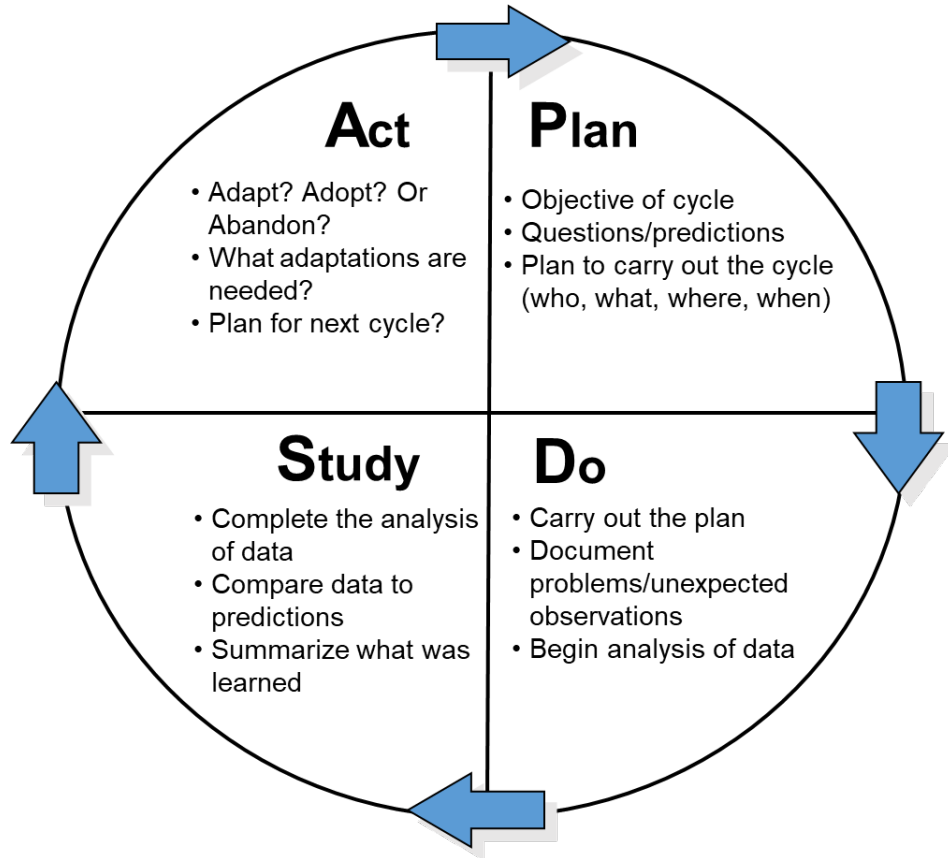 Act
• Adapt? Adopt? Or
Abandon?
• What adaptations are
needed?
• Plan for next cycle?
Plan
• Objective of cycle
• Questions/predictions
• Plan to carry out the cycle
(who, what, where, when)
Study
• Complete the analysis
of data
• Compare data to
predictions
• Summarize what was
learned
Do
• Carry out the plan
• Document
problems/unexpected
observations
• Begin analysis of data